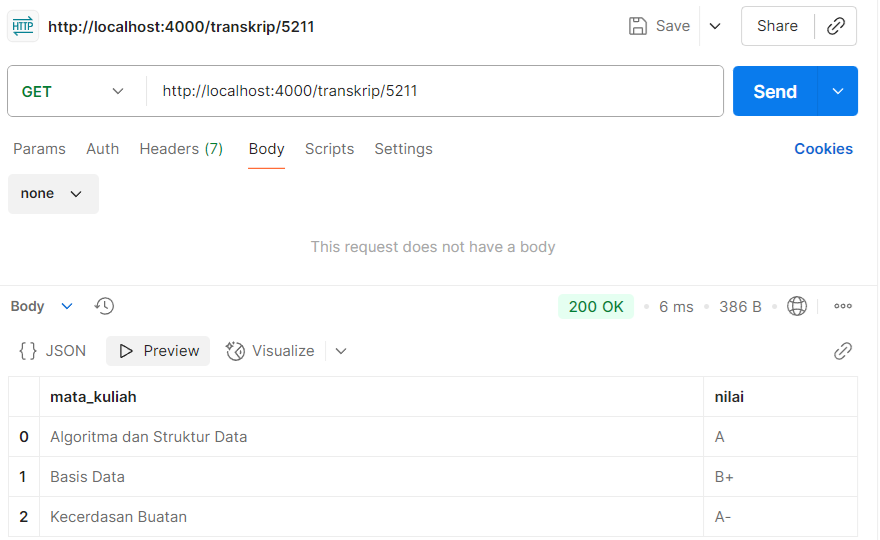 HTTP http://localhost:4000/transkrip/5211 Save Share
GET http://localhost:4000/transkrip/5211 Send
Params Auth Headers (7) Body Scripts Settings Cookies
none
This request does not have a body
Body 200 OK 6 ms 386 B
{} JSON Preview Visualize
mata_kuliah nilai
0 Algoritma dan Struktur Data A
1 Basis Data B+
2 Kecerdasan Buatan A-